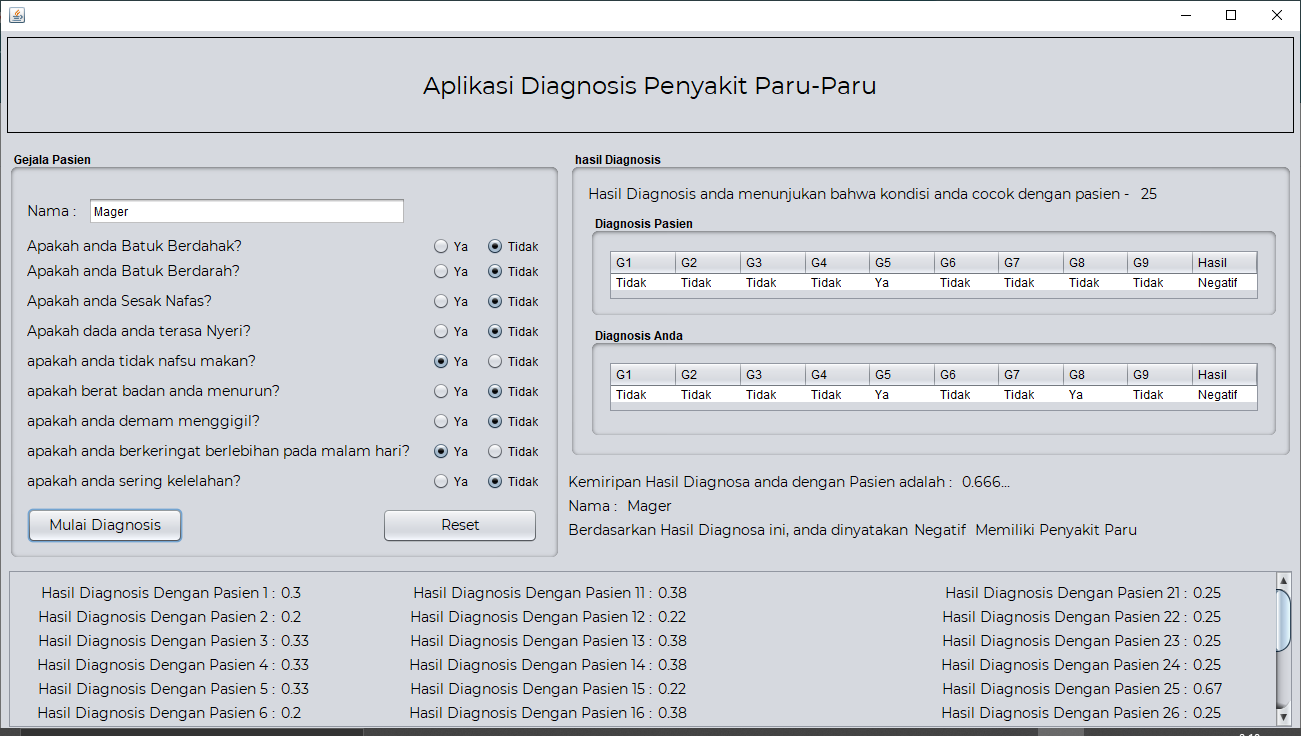 Aplikasi Diagnosis Penyakit Paru-Paru
Gejala Pasien
Nama : Mager
Apakah anda Batuk Berdahak? Ya Tidak
Apakah anda Batuk Berdarah? Ya Tidak
Apakah anda Sesak Nafas? Ya Tidak
Apakah dada anda terasa Nyeri? Ya Tidak
apakah anda tidak nafsu makan? Ya Tidak
apakah berat badan anda menurun? Ya Tidak
apakah anda demam menggigil? Ya Tidak
apakah anda berkeringat berlebihan pada malam hari? Ya Tidak
apakah anda sering kelelahan? Ya Tidak
Mulai Diagnosis Reset
hasil Diagnosis
Hasil Diagnosis anda menunjukan bahwa kondisi anda cocok dengan pasien - 25
Diagnosis Pasien
G1 G2 G3 G4 G5 G6 G7 G8 G9 Hasil
Tidak Tidak Tidak Tidak Ya Tidak Tidak Tidak Tidak Negatif
Diagnosis Anda
G1 G2 G3 G4 G5 G6 G7 G8 G9 Hasil
Tidak Tidak Tidak Tidak Ya Tidak Tidak Ya Tidak Negatif
Kemiripan Hasil Diagnosa anda dengan Pasien adalah : 0.666...
Nama : Mager
Berdasarkan Hasil Diagnosa ini, anda dinyatakan Negatif Memiliki Penyakit Paru
Hasil Diagnosis Dengan Pasien 1 : 0.3 Hasil Diagnosis Dengan Pasien 11 : 0.38 Hasil Diagnosis Dengan Pasien 21 : 0.25
Hasil Diagnosis Dengan Pasien 2 : 0.2 Hasil Diagnosis Dengan Pasien 12 : 0.22 Hasil Diagnosis Dengan Pasien 22 : 0.25
Hasil Diagnosis Dengan Pasien 3 : 0.33 Hasil Diagnosis Dengan Pasien 13 : 0.38 Hasil Diagnosis Dengan Pasien 23 : 0.25
Hasil Diagnosis Dengan Pasien 4 : 0.33 Hasil Diagnosis Dengan Pasien 14 : 0.38 Hasil Diagnosis Dengan Pasien 24 : 0.25
Hasil Diagnosis Dengan Pasien 5 : 0.33 Hasil Diagnosis Dengan Pasien 15 : 0.22 Hasil Diagnosis Dengan Pasien 25 : 0.67
Hasil Diagnosis Dengan Pasien 6 : 0.2 Hasil Diagnosis Dengan Pasien 16 : 0.38 Hasil Diagnosis Dengan Pasien 26 : 0.25